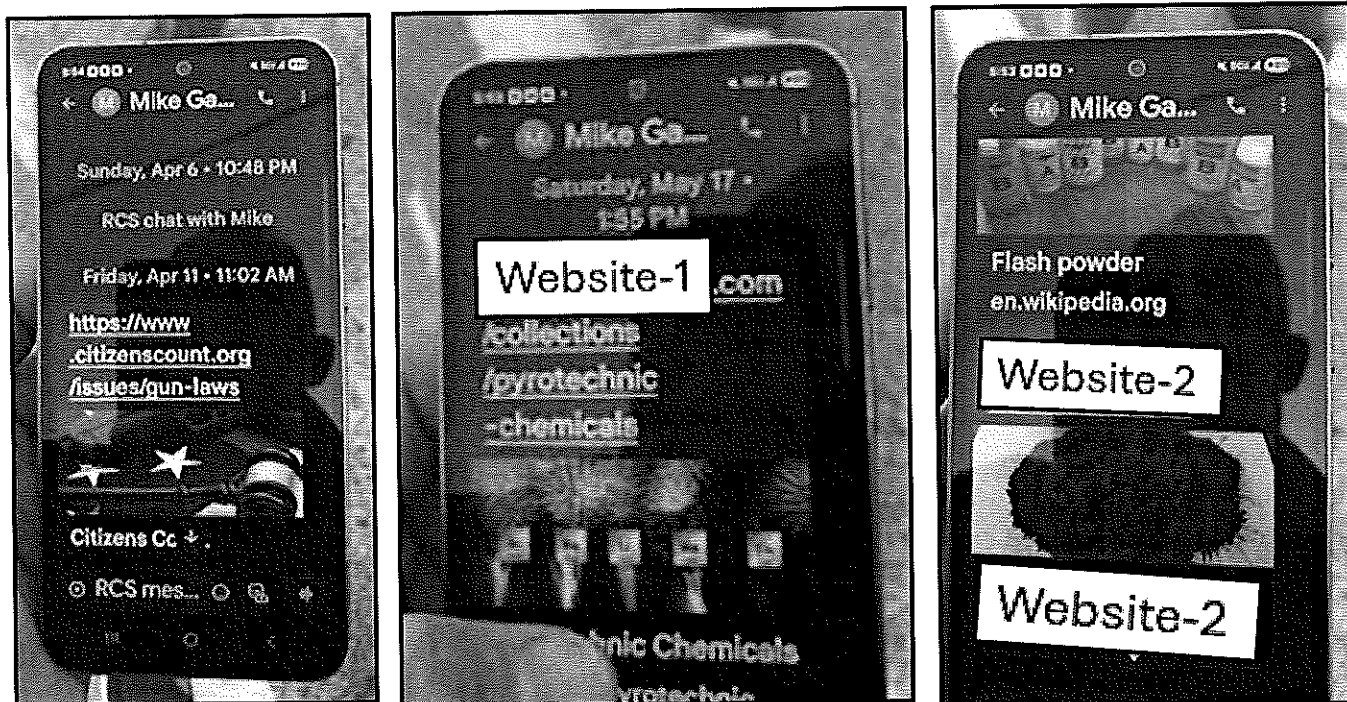 Mike Ga...
Sunday, Apr 6 • 10:48 PM
RCS chat with Mike
Friday, Apr 11 • 11:02 AM
https://www
.citizenscount.org
/issues/gun-laws
Citizens Cc
RCS mes...
Mike Ga...
Saturday, May 17 •
1:55 PM
Website-1 .com
/collections
/pyrotechnic
-chemicals
Chemicals
Mike Ga...
Flash powder
en.wikipedia.org
Website-2
Website-2